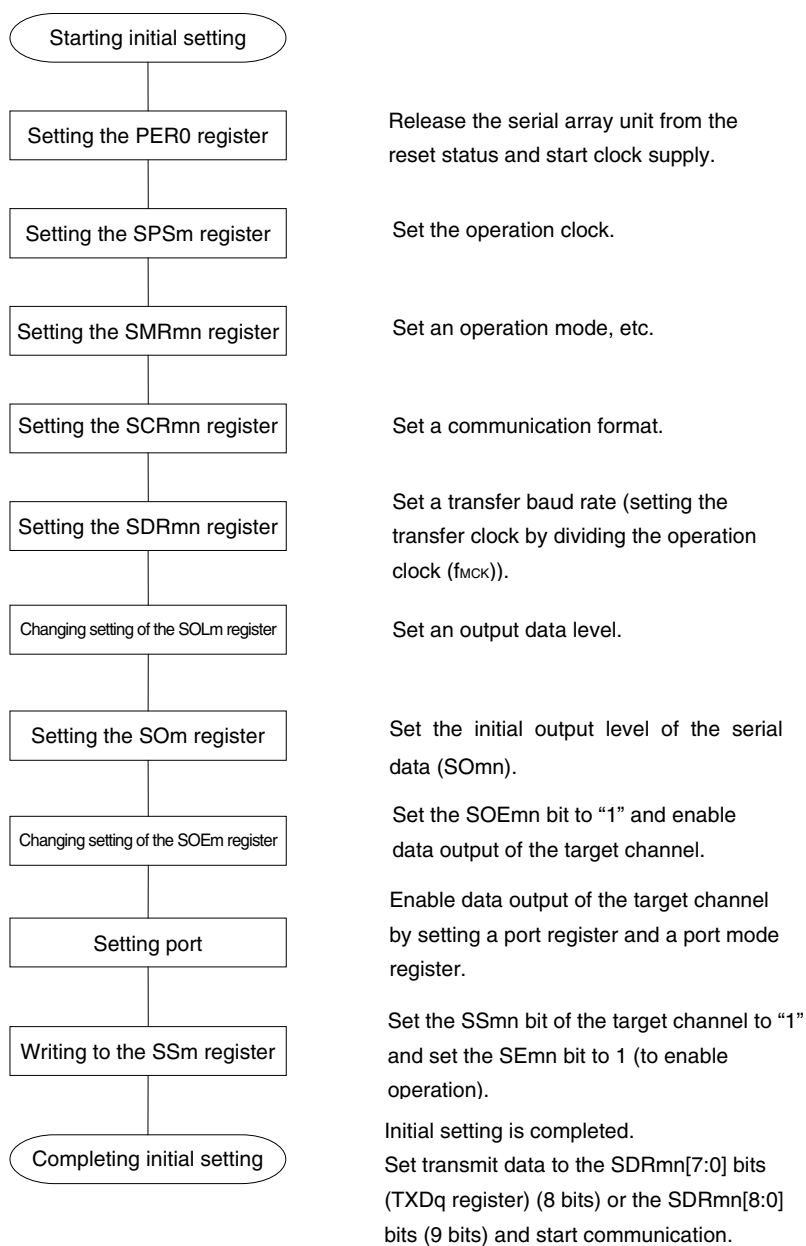 Starting initial setting
Setting the PER0 register
Release the serial array unit from the
reset status and start clock supply.
Setting the SPSm register
Set the operation clock.
Setting the SMRmn register
Set an operation mode, etc.
Setting the SCRmn register
Set a communication format.
Setting the SDRmn register
Set a transfer baud rate (setting the
transfer clock by dividing the operation
clock (fMCK)).
Changing setting of the SOLm register
Set an output data level.
Setting the SOm register
Set the initial output level of the serial
data (SOmn).
Changing setting of the SOEm register
Set the SOEmn bit to “1” and enable
data output of the target channel.
Setting port
Enable data output of the target channel
by setting a port register and a port mode
register.
Writing to the SSm register
Set the SSmn bit of the target channel to “1”
and set the SEmn bit to 1 (to enable
operation).
Completing initial setting
Initial setting is completed.
Set transmit data to the SDRmn[7:0] bits
(TXDq register) (8 bits) or the SDRmn[8:0]
bits (9 bits) and start communication.